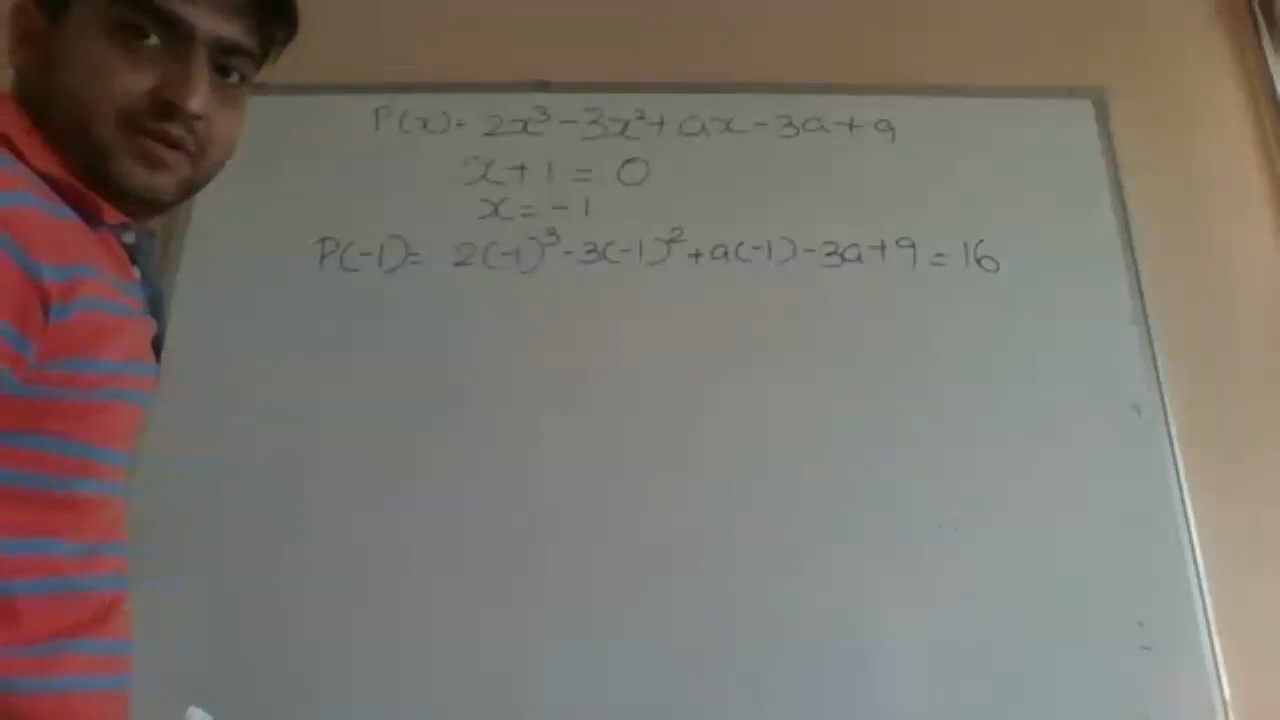 P(x)= 2x³-3x²+ax-3a+9
x+1=0
x=-1
P(-1)= 2(-1)³-3(-1)²+a(-1)-3a+9=16